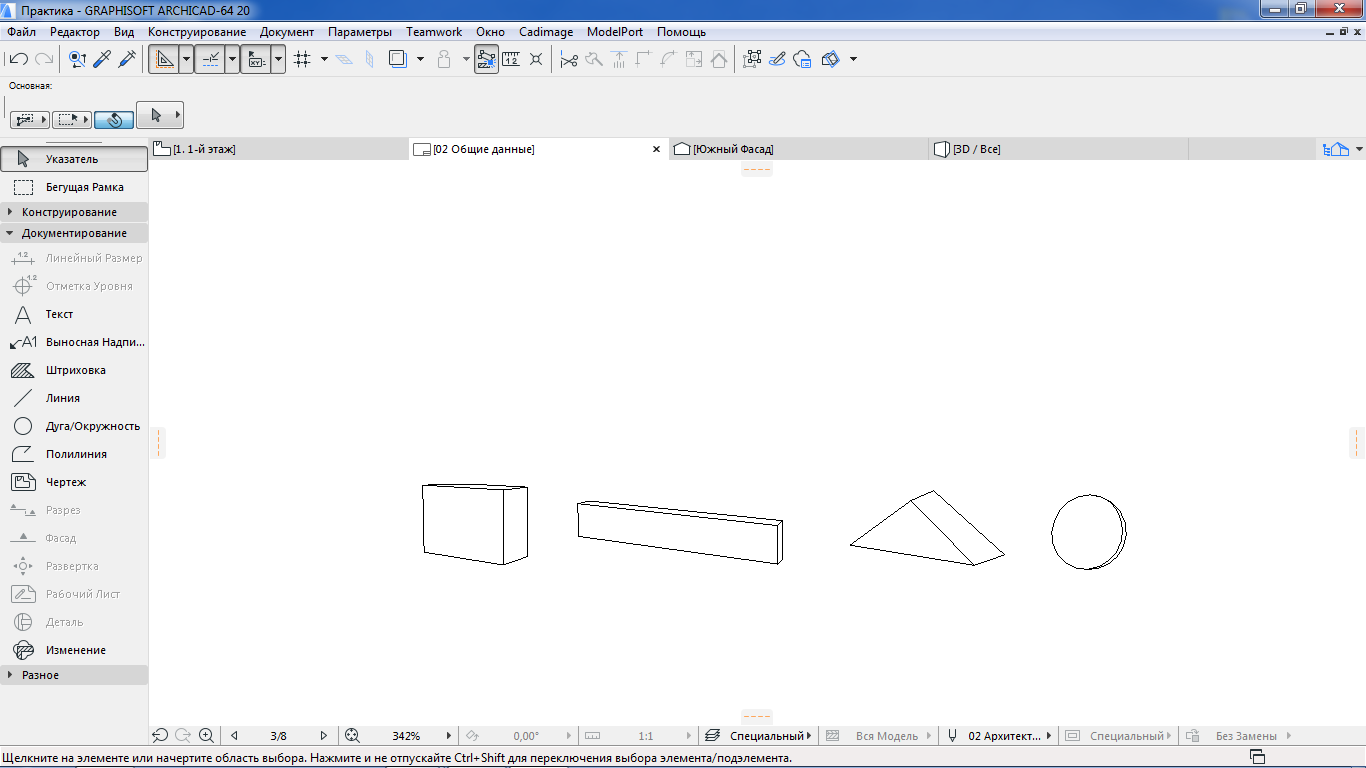 Практика - GRAPHISOFT ARCHICAD-64 20
Файл Редактор Вид Конструирование Документ Параметры Teamwork Окно Cadimage ModelPort Помощь
Основная:
Указатель
Бегущая Рамка
Конструирование
Документирование
Линейный Размер
Отметка Уровня
Текст
Выносная Надпи...
Штриховка
Линия
Дуга/Окружность
Полилиния
Чертеж
Разрез
Фасад
Развертка
Рабочий Лист
Деталь
Изменение
Разное
[1. 1-й этаж] [02 Общие данные] [Южный Фасад] [3D / Все]
3/8 342% 0,00° 1:1 Специальный Вся Модель 02 Архитект... Специальный Без Замены
Щелкните на элементе или начертите область выбора. Нажмите и не отпускайте Ctrl+Shift для переключения выбора элемента/подэлемента.